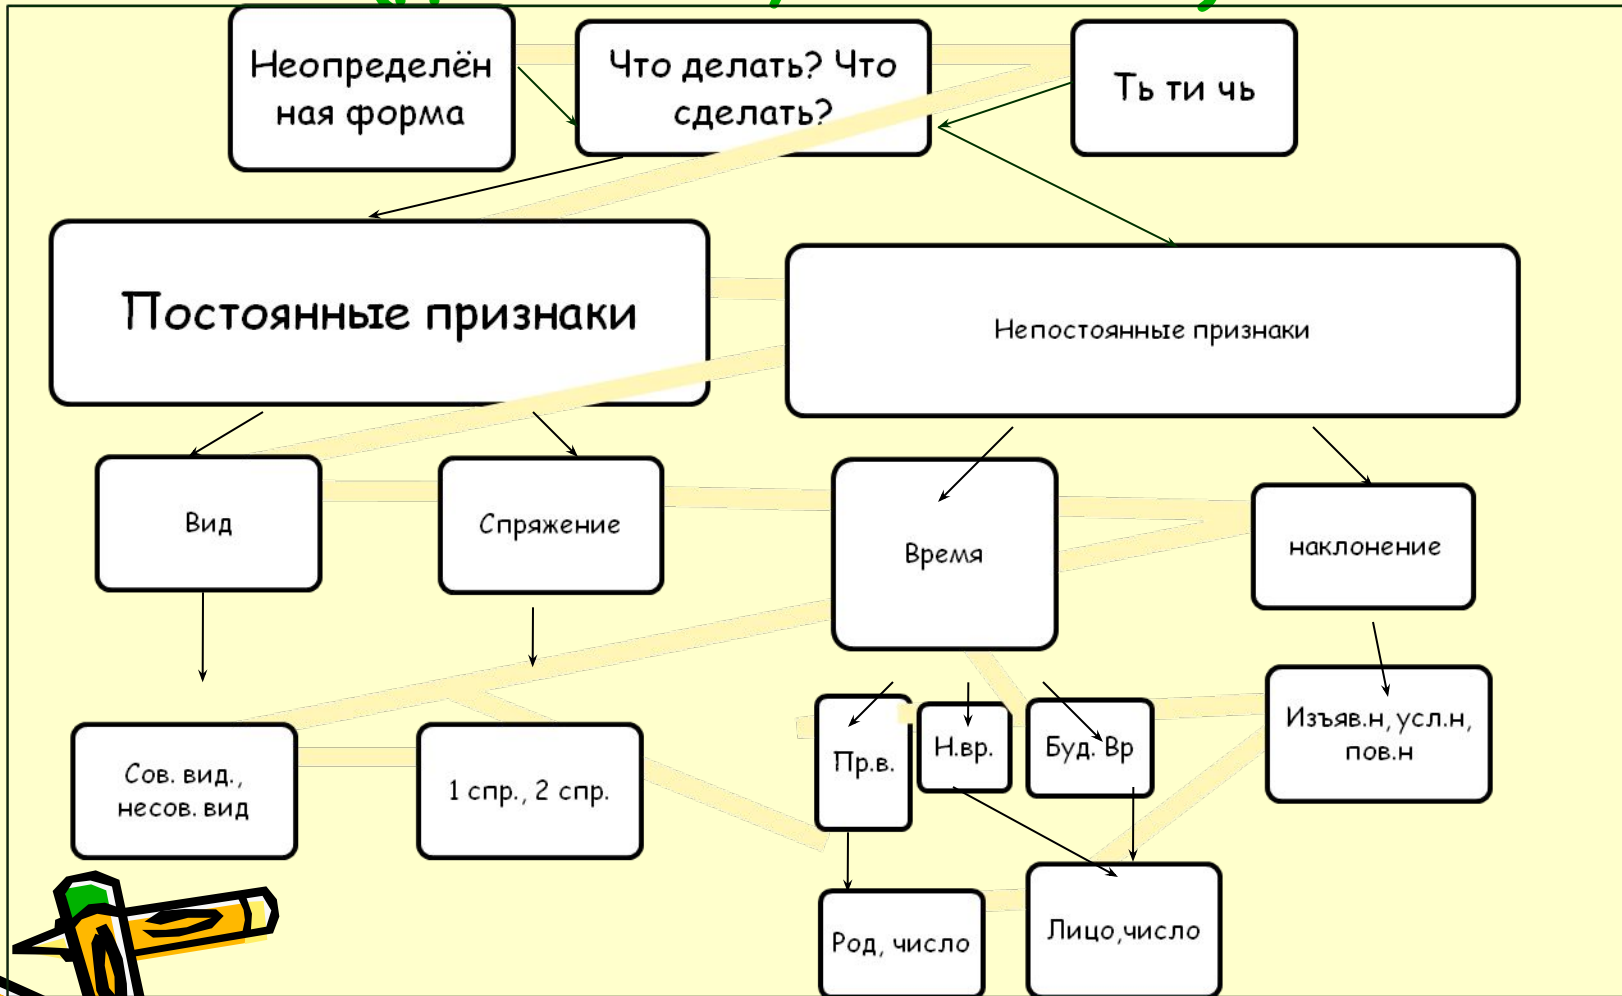 Неопределён
ная форма
Что делать? Что
сделать?
Ть ти чь
Постоянные признаки
Непостоянные признаки
Вид
Спряжение
Время
наклонение
Сов. вид.,
несов. вид
1 спр., 2 спр.
Пр.в.
Н.вр.
Буд. Вр
Изъяв.н, усл.н,
пов.н
Род, число
Лицо,число